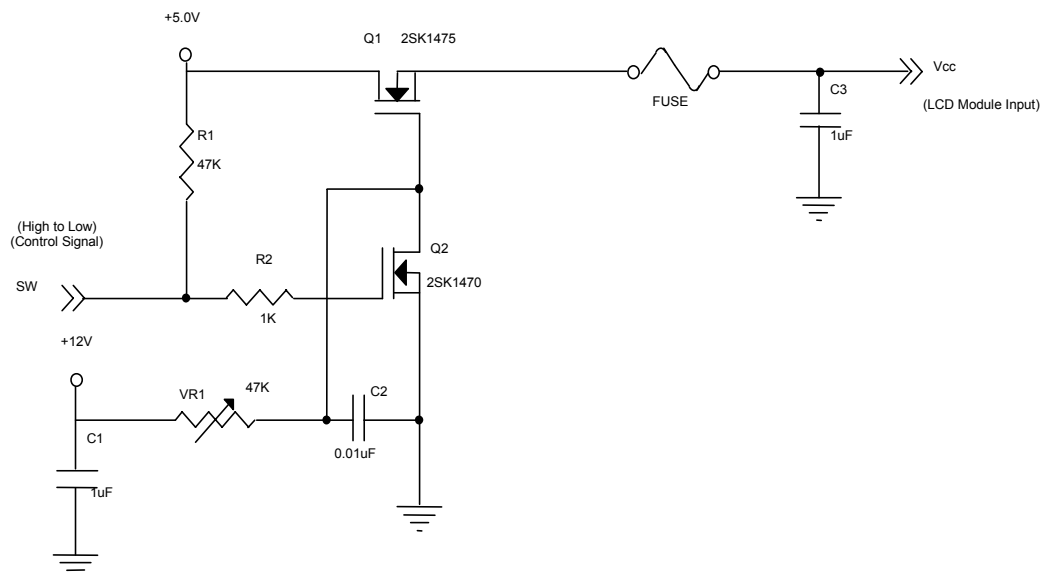 +5.0V
Q1 2SK1475
Vcc
FUSE
C3
(LCD Module Input)
R1
1uF
47K
(High to Low)
(Control Signal)
Q2
R2
SW
2SK1470
1K
+12V
VR1
47K
C2
C1
0.01uF
1uF